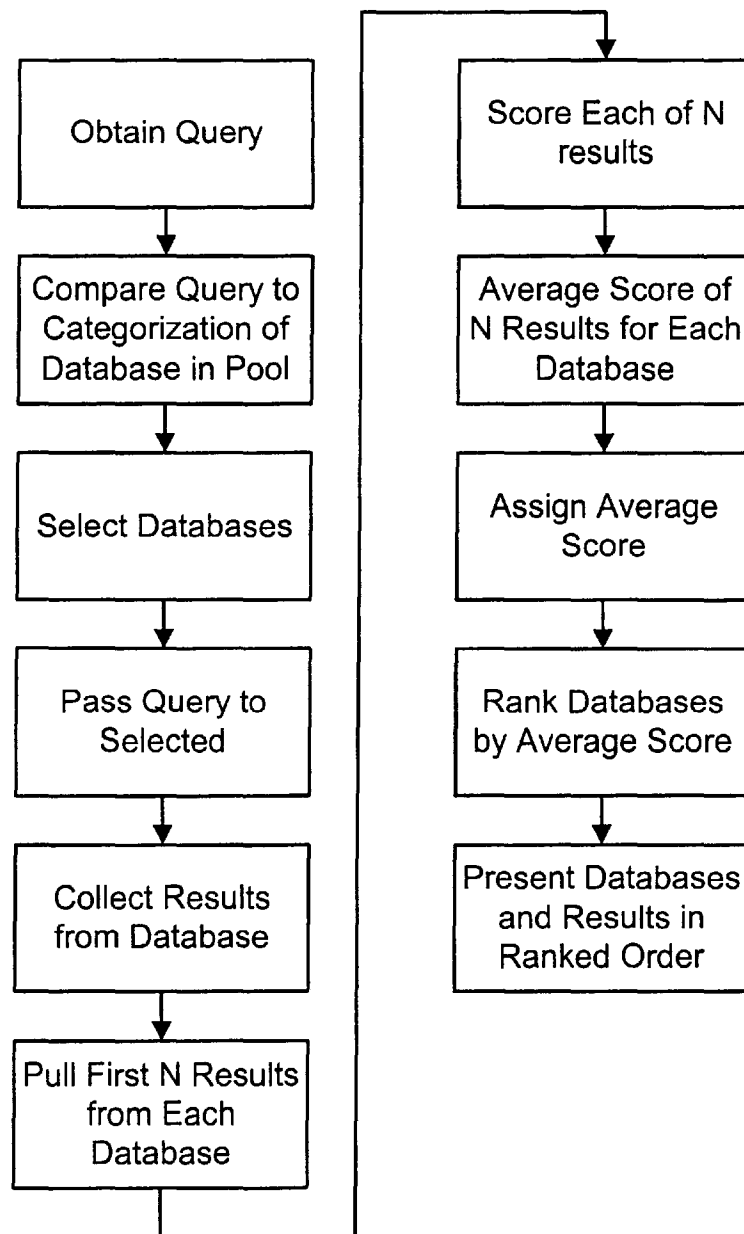 Obtain Query
Compare Query to
Categorization of
Database in Pool
Select Databases
Pass Query to
Selected
Collect Results
from Database
Pull First N Results
from Each
Database
Score Each of N
results
Average Score of
N Results for Each
Database
Assign Average
Score
Rank Databases
by Average Score
Present Databases
and Results in
Ranked Order